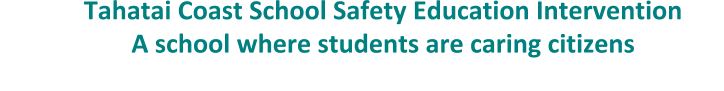 Tahatai Coast School Safety Education Intervention
A school where students are caring citizens